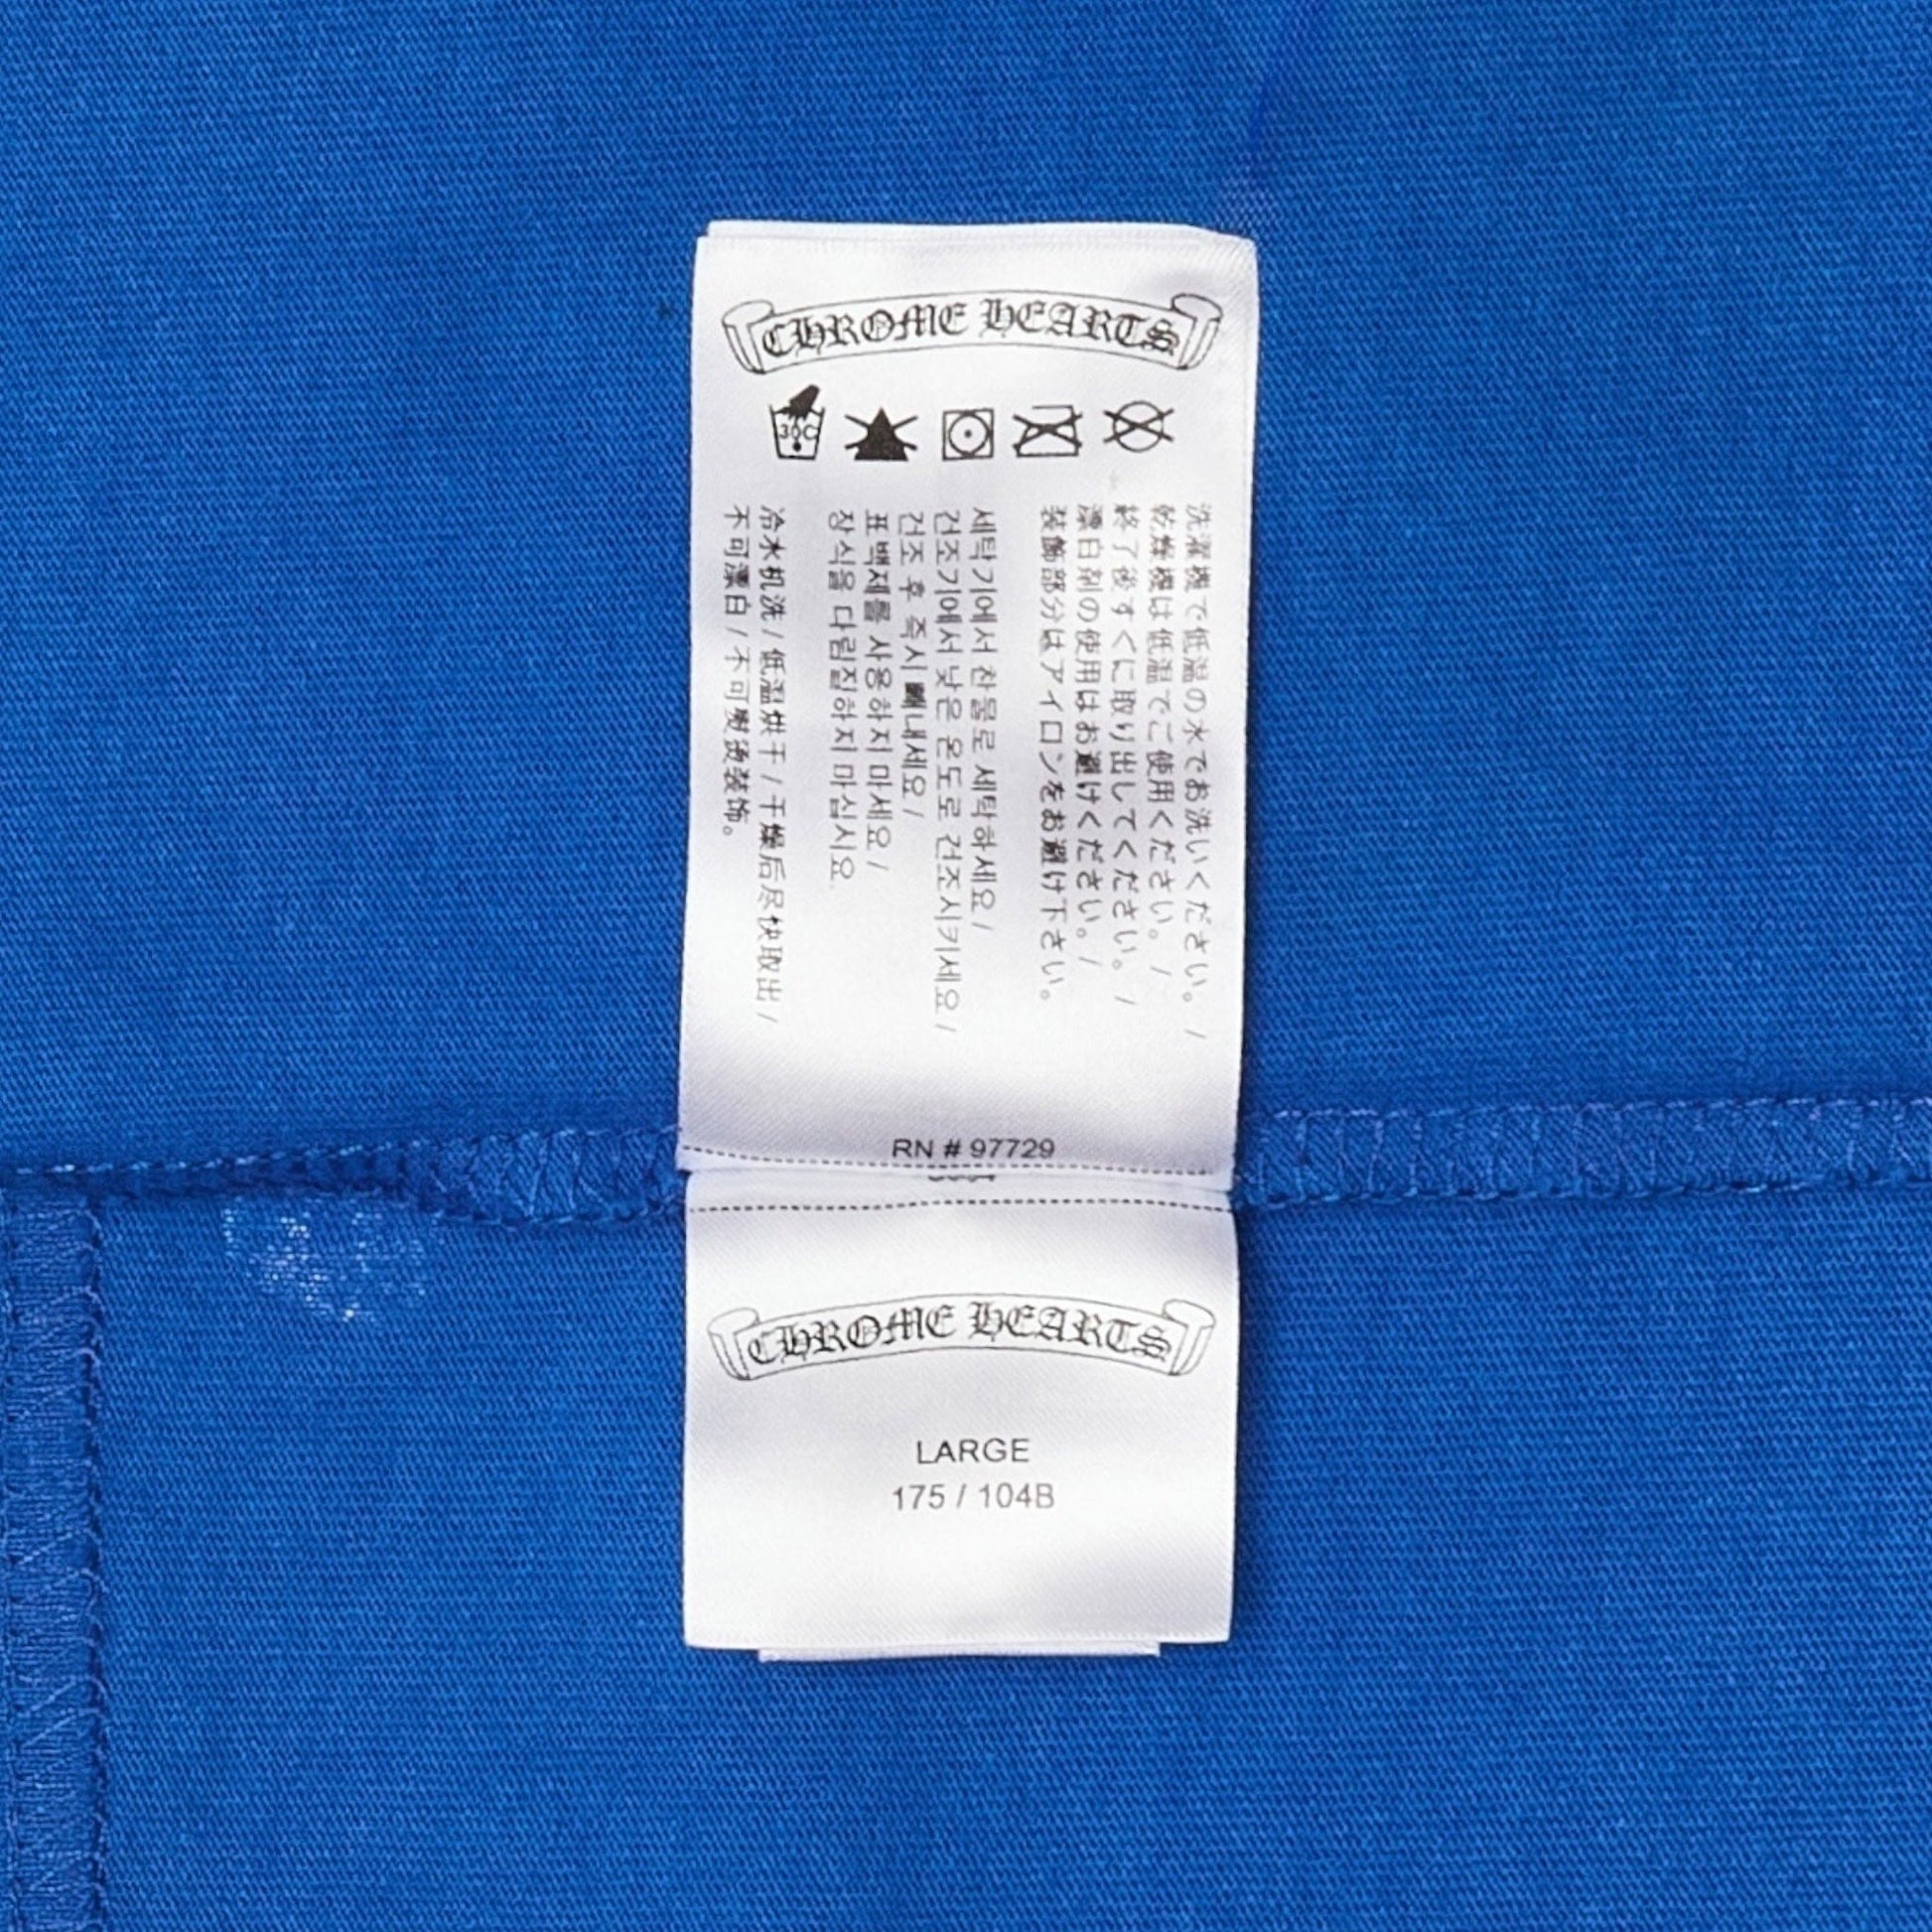 CHROME HEARTS
30C
洗濯機で低温の水でお洗いください。/
乾燥機は低温でご使用ください。/
終了後すぐに取り出してください。/
漂白剤の使用はお避けください。/
装飾部分はアイロンをお避け下さい。
세탁기에서 찬물로 세탁하세요/
건조기에서 낮은 온도로 건조시키세요/
건조 후 즉시 빼내세요/
표백제를 사용하지 마세요/
장식을 다림질하지 마십시오.
冷水机洗/低温烘干/干燥后尽快取出/
不可漂白/不可熨烫装饰。
RN # 97729
CHROME HEARTS
LARGE
175 / 104B